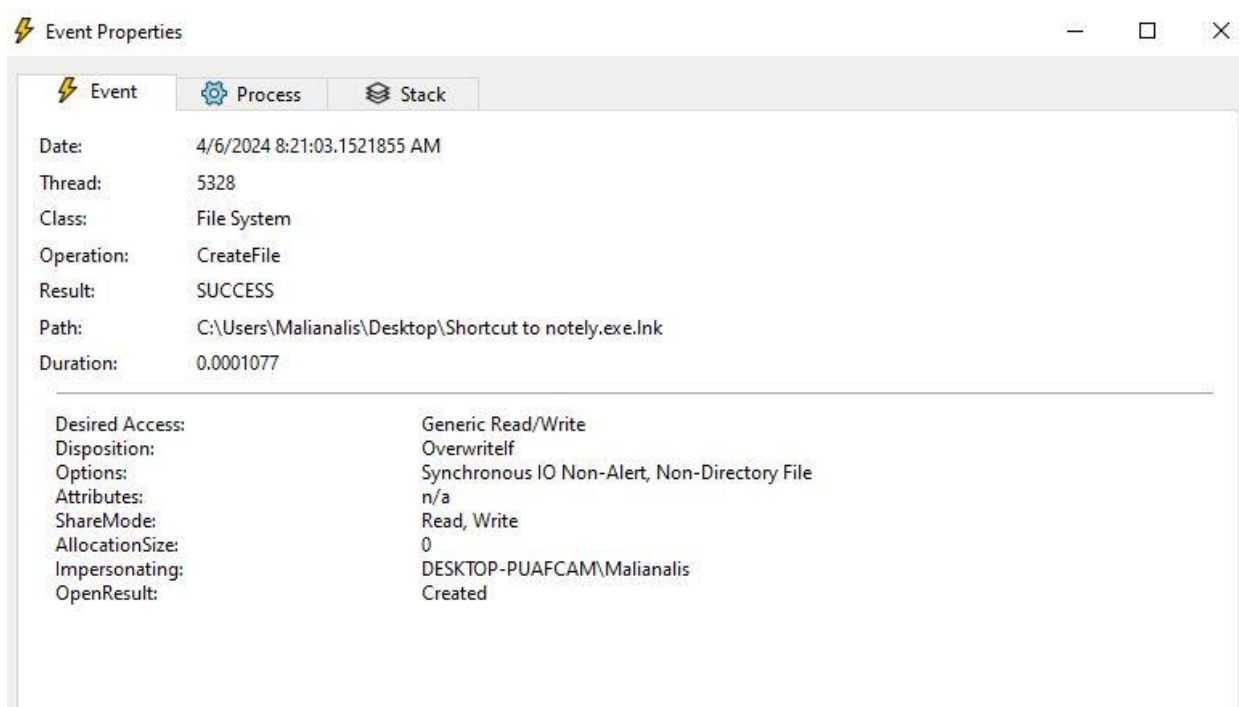 Event Properties
Event Process Stack
Date: 4/6/2024 8:21:03.1521855 AM
Thread: 5328
Class: File System
Operation: CreateFile
Result: SUCCESS
Path: C:\Users\Malianalis\Desktop\Shortcut to notely.exe.lnk
Duration: 0.0001077
Desired Access: Generic Read/Write
Disposition: OverwriteIf
Options: Synchronous IO Non-Alert, Non-Directory File
Attributes: n/a
ShareMode: Read, Write
AllocationSize: 0
Impersonating: DESKTOP-PUAFCAM\Malianalis
OpenResult: Created